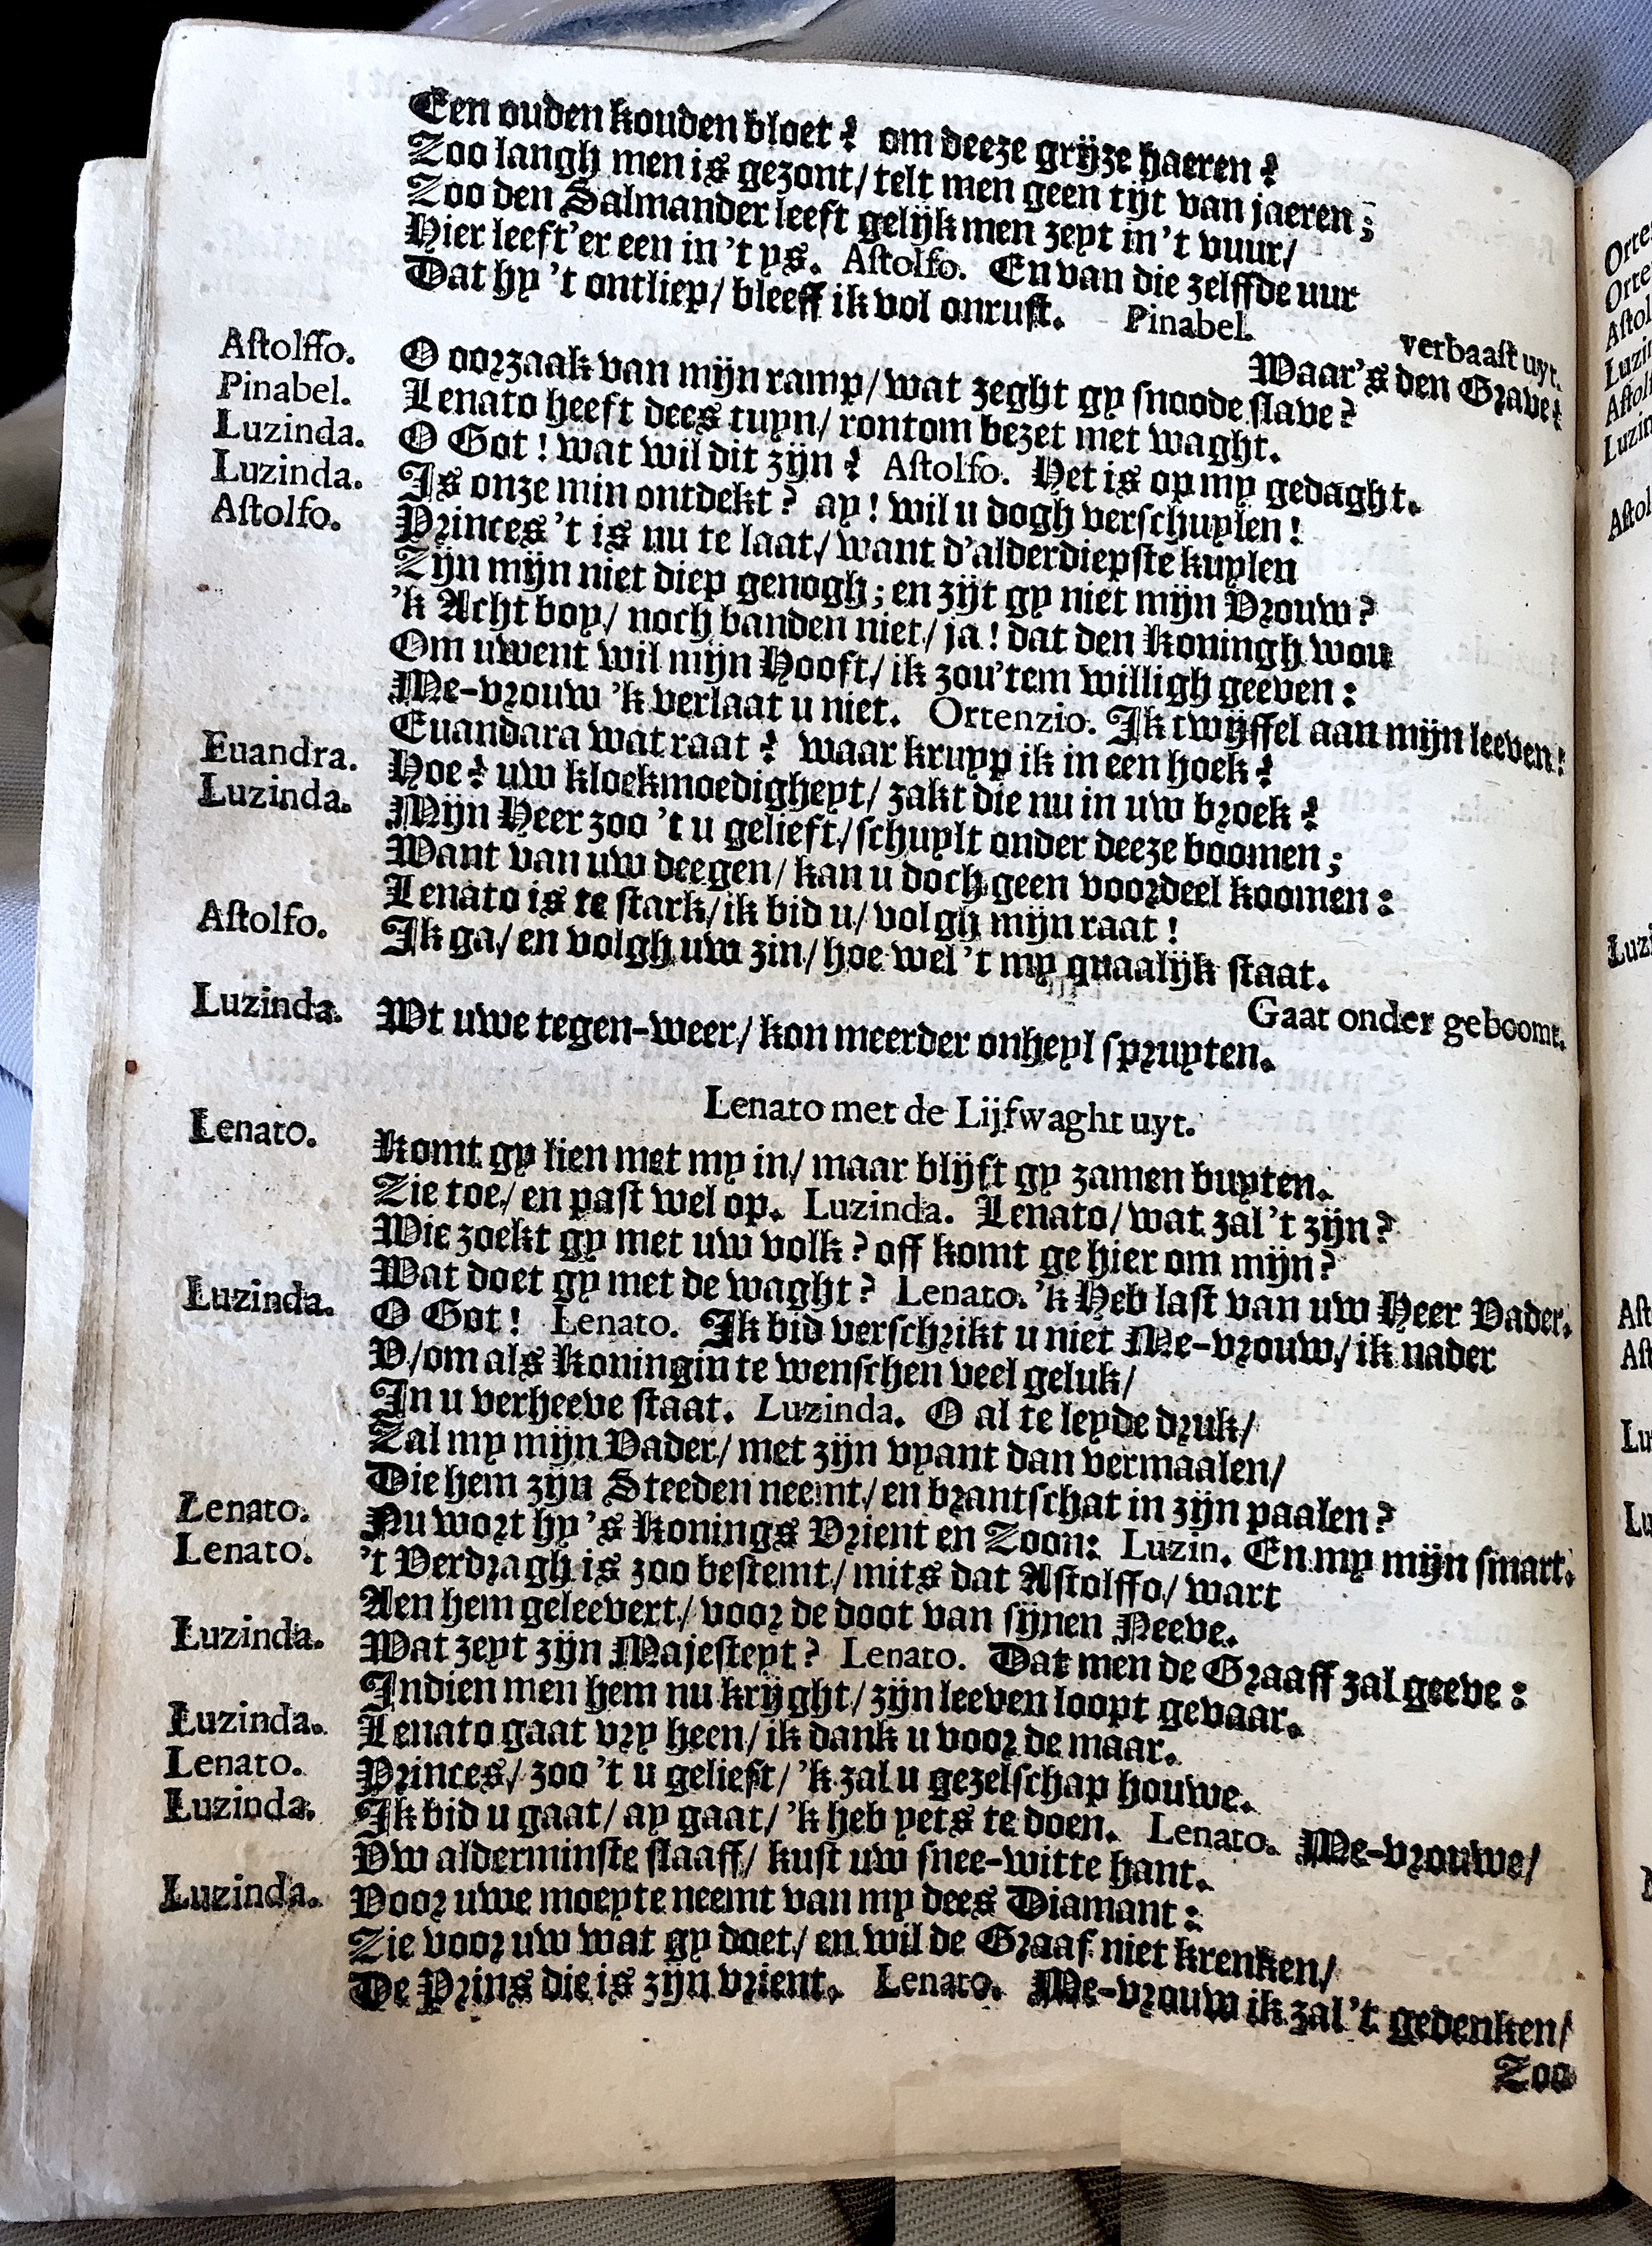 Een ouden kouden bloet? om deeze grijze haeren?
Zoo langh men is gezont/ telt men geen tijt van jaeren;
Zoo den Salmander leeft gelijk men zeyt in 't vuur/
Hier leeft'er een in 't ys. Astolfo. En van die zelffde uur
Dat hy 't ontliep/ bleeff ik vol onrust. Pinabel. verbaast uyt.
Waar's den Grave?
Astolffo. O oorzaak van mijn ramp/ wat zeght gy snoode slave?
Pinabel. Lenato heeft dees tuyn/ rontom bezet met waght.
Luzinda. O Got! wat wil dit zijn? Astolfo. Het is op my gedaght.
Luzinda. Is onze min ontdekt? ay! wil u dogh verschuylen!
Astolfo. Princes 't is nu te laat/ want d'alderdiepste kuylen
Zijn mijn niet diep genogh; en zijt gy niet mijn Vrouw?
'k Acht boy/ noch banden niet/ ja! dat den Koningh wou
Om uwent wil mijn Hooft/ ik zou'tem willigh geeven:
Me-vrouw 'k verlaat u niet. Ortenzio. Ik twijffel aan mijn leeven!
Euandara wat raat? waar kruyp ik in een hoek?
Euandra. Hoe? uw kloekmoedigheyt/ zakt die nu in uw broek?
Luzinda. Mijn Heer zoo 't u gelieft/ schuylt onder deeze boomen;
Want van uw deegen/ kan u doch geen voordeel koomen:
Lenato is te stark/ ik bid u/ volgh mijn raat!
Astolfo. Ik ga/ en volgh uw zin/ hoe wel 't my quaalijk staat.
Gaat onder geboomt.
Luzinda. Wt uwe tegen-weer/ kon meerder onheyl spruyten.
Lenato met de Lijfwaght uyt.
Lenato. Komt gy lien met my in/ maar blijft gy zamen buyten.
Zie toe/ en past wel op. Luzinda. Lenato/ wat zal 't zijn?
Wie zoekt gy met uw volk? off komt ge hier om mijn?
Wat doet gy met de waght? Lenato. 'k Heb last van uw Heer Vader.
Luzinda. O Got! Lenato. Ik bid verschrikt u niet Me-vrouw/ ik nader
V/ om als Koningin te wenschen veel geluk/
In u verheeve staat. Luzinda. O al te leyde druk/
Zal my mijn Vader/ met zijn vyant dan vermaalen/
Die hem zijn Steeden neemt/ en brantschat in zijn paalen?
Lenato. Nu wort hy 's Konings Vrient en Zoon: Luzin. En my mijn smart.
Lenato. 't Verdragh is zoo bestemt/ mits dat Astolffo/ wart
Aen hem geleevert/ voor de doot van sijnen Neeve.
Luzinda. Wat zeyt zijn Majesteyt? Lenato. Dat men de Graaff zal geeve:
Indien men hem nu krijght/ zijn leeven loopt gevaar.
Luzinda. Lenato gaat vry heen/ ik dank u voor de maar.
Lenato. Princes/ zoo 't u gelieft/ 'k zal u gezelschap houwe.
Luzinda. Ik bid u gaat/ ay gaat/ 'k heb yets te doen. Lenato. Me-vrouwe/
Vw alderminste slaaff/ kust uw snee-witte hant.
Luzinda. Voor uwe moeyte neemt van my dees Diamant:
Zie voor uw wat gy doet/ en wil de Graaf niet krenken/
De Prins die is zijn vrient. Lenato. Me-vrouw ik zal 't gedenken/
Zoo